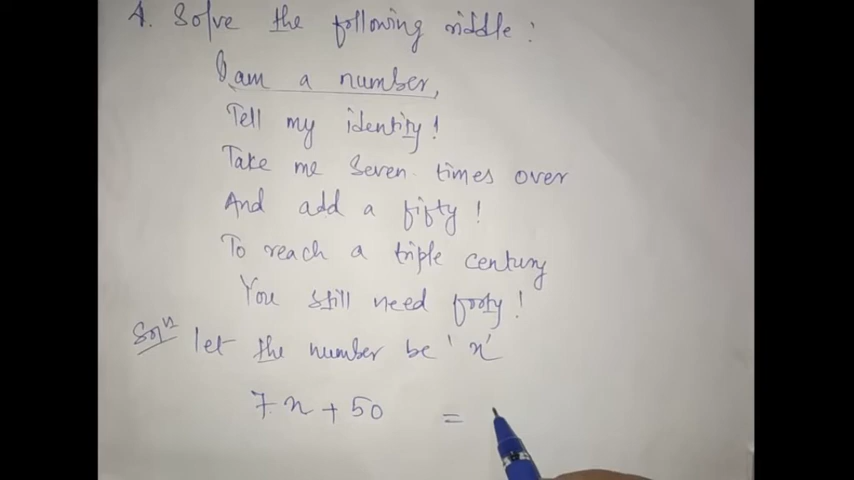 4. Solve the following riddle :
I am a number,
Tell my identity!
Take me seven times over
And add a fifty!
To reach a triple century
You still need forty!
Solⁿ let the number be 'x'
7x + 50 =